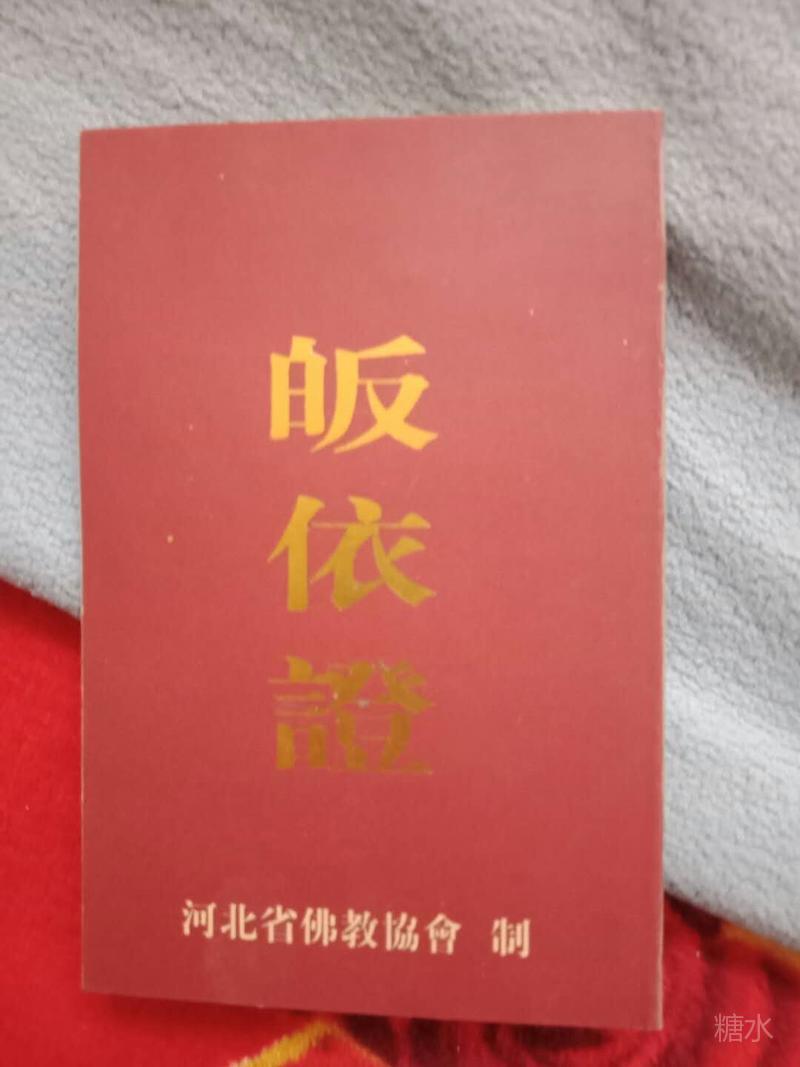 皈依證
河北省佛教協會 制
糖水